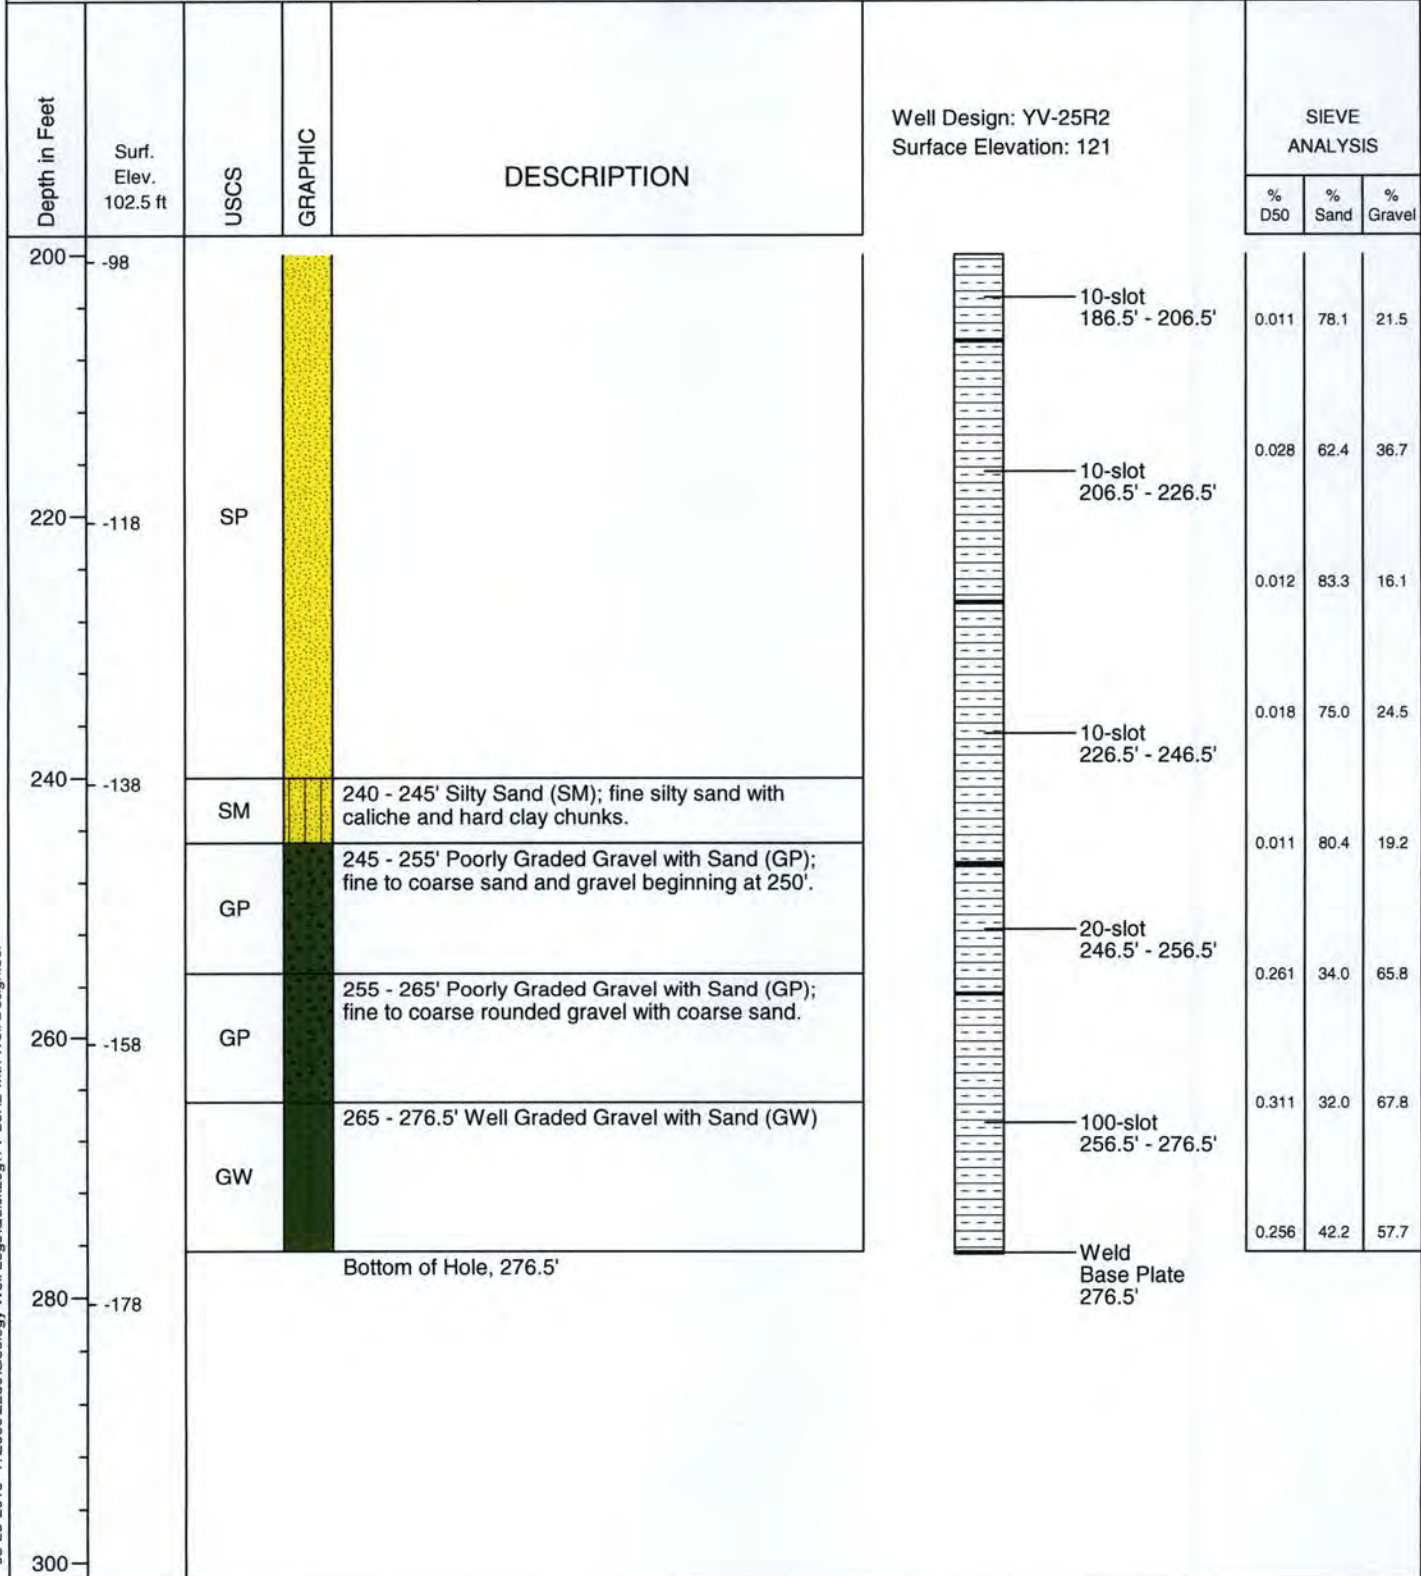 Depth in Feet
Surf.
Elev.
102.5 ft
USCS
GRAPHIC
DESCRIPTION
Well Design: YV-25R2
Surface Elevation: 121
SIEVE
ANALYSIS
%
D50
%
Sand
%
Gravel
200
-98
10-slot
186.5' - 206.5'
0.011 78.1 21.5
0.028 62.4 36.7
10-slot
206.5' - 226.5'
220
-118
SP
0.012 83.3 16.1
0.018 75.0 24.5
10-slot
226.5' - 246.5'
240
-138
SM
240 - 245' Silty Sand (SM); fine silty sand with
caliche and hard clay chunks.
0.011 80.4 19.2
GP
245 - 255' Poorly Graded Gravel with Sand (GP);
fine to coarse sand and gravel beginning at 250'.
20-slot
246.5' - 256.5'
0.261 34.0 65.8
255 - 265' Poorly Graded Gravel with Sand (GP);
fine to coarse rounded gravel with coarse sand.
260
-158
GP
0.311 32.0 67.8
265 - 276.5' Well Graded Gravel with Sand (GW)
100-slot
256.5' - 276.5'
GW
0.256 42.2 57.7
Bottom of Hole, 276.5'
Weld
Base Plate
276.5'
280
-178
300